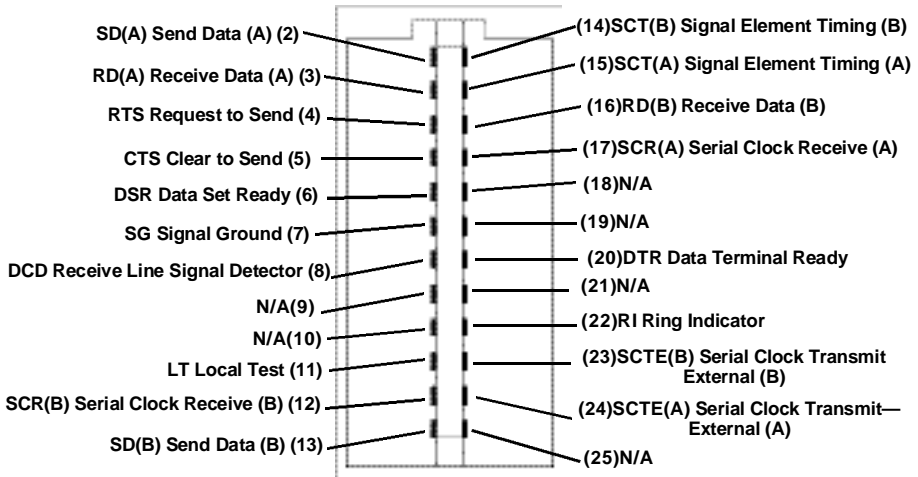 SD(A) Send Data (A) (2)
RD(A) Receive Data (A) (3)
RTS Request to Send (4)
CTS Clear to Send (5)
DSR Data Set Ready (6)
SG Signal Ground (7)
DCD Receive Line Signal Detector (8)
N/A(9)
N/A(10)
LT Local Test (11)
SCR(B) Serial Clock Receive (B) (12)
SD(B) Send Data (B) (13)
(14)SCT(B) Signal Element Timing (B)
(15)SCT(A) Signal Element Timing (A)
(16)RD(B) Receive Data (B)
(17)SCR(A) Serial Clock Receive (A)
(18)N/A
(19)N/A
(20)DTR Data Terminal Ready
(21)N/A
(22)RI Ring Indicator
(23)SCTE(B) Serial Clock Transmit
External (B)
(24)SCTE(A) Serial Clock Transmit—
External (A)
(25)N/A